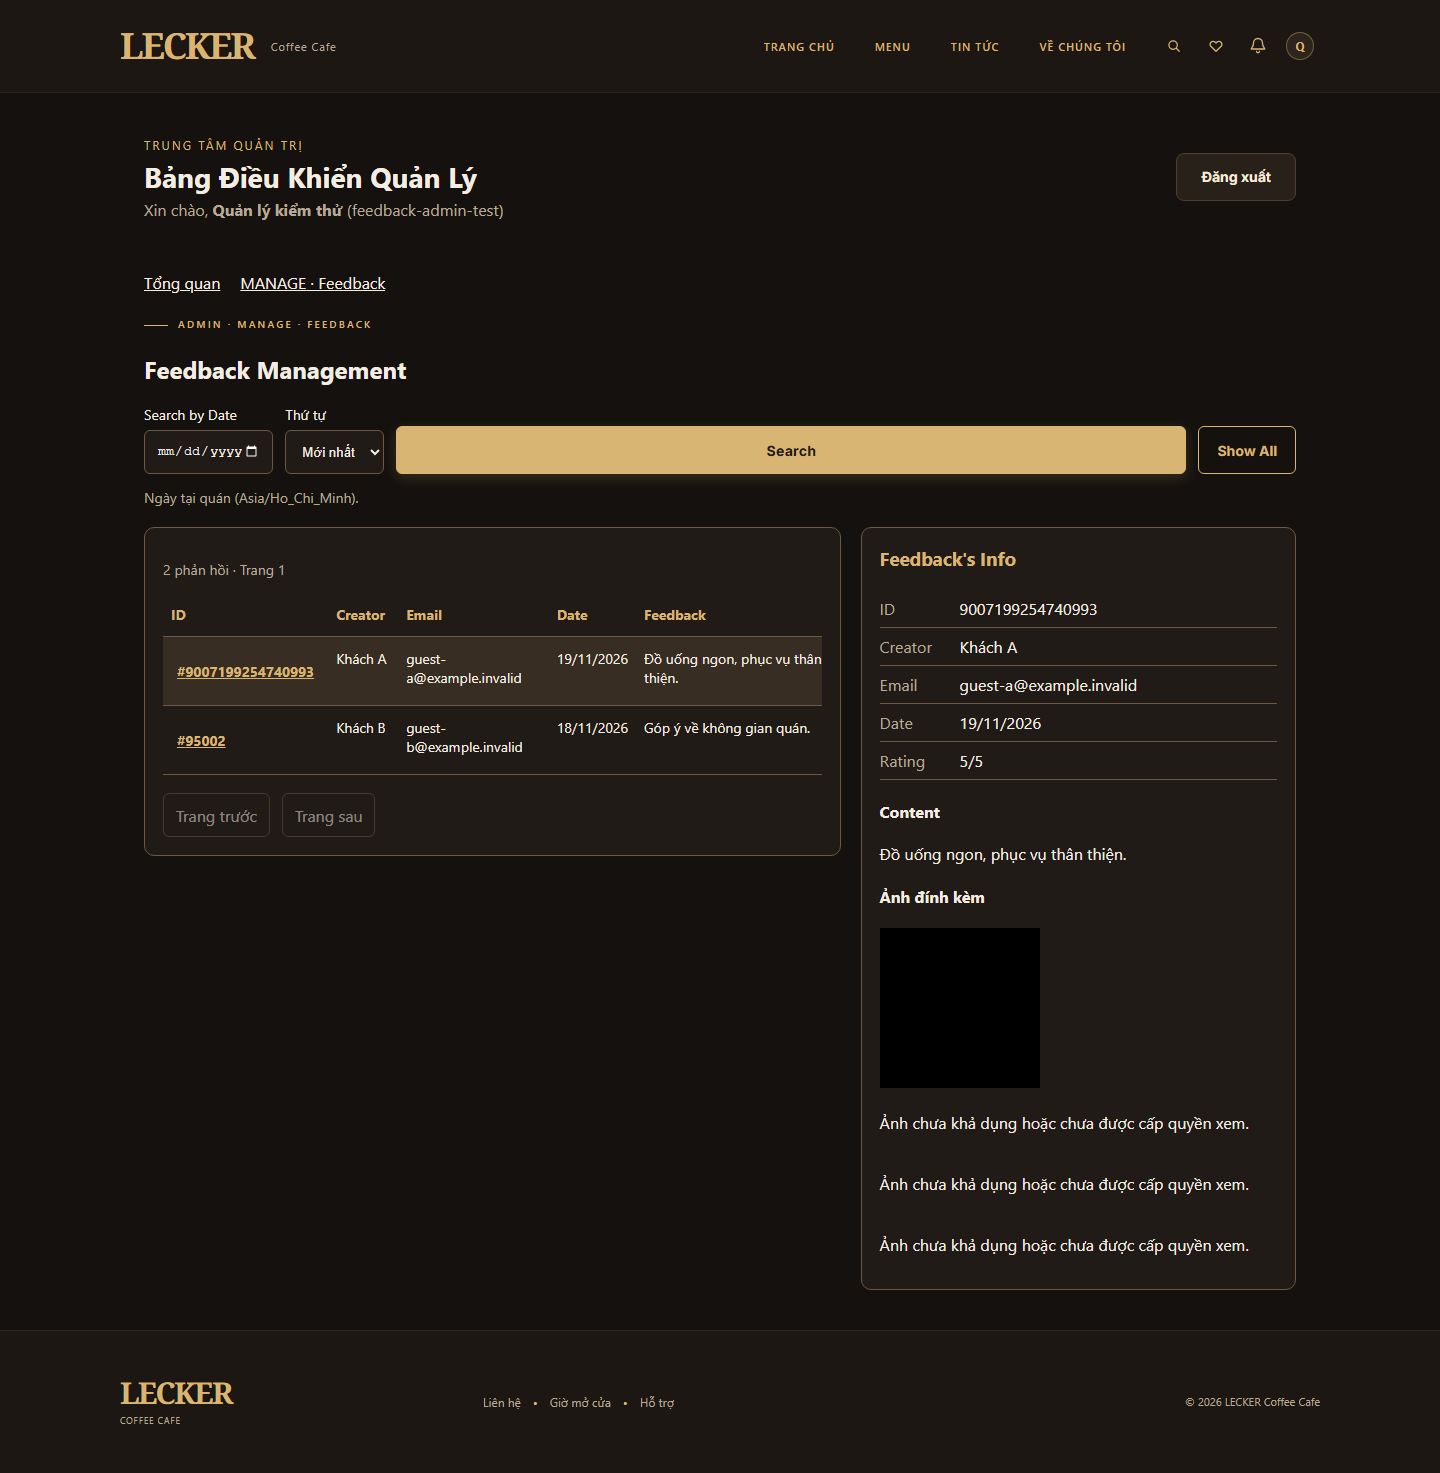 LECKER Coffee Cafe TRANG CHỦ MENU TIN TỨC VỀ CHÚNG TÔI Q
TRUNG TÂM QUẢN TRỊ
Bảng Điều Khiển Quản Lý
Xin chào, Quản lý kiểm thử (feedback-admin-test)
Đăng xuất
Tổng quan MANAGE · Feedback
ADMIN · MANAGE · FEEDBACK
Feedback Management
Search by Date Thứ tự
mm/dd/yyyy Mới nhất Search Show All
Ngày tại quán (Asia/Ho_Chi_Minh).
2 phản hồi · Trang 1
ID Creator Email Date Feedback
#9007199254740993 Khách A guest- 19/11/2026 Đồ uống ngon, phục vụ thân
a@example.invalid thiện.
#95002 Khách B guest- 18/11/2026 Góp ý về không gian quán.
b@example.invalid
Trang trước Trang sau
Feedback's Info
ID 9007199254740993
Creator Khách A
Email guest-a@example.invalid
Date 19/11/2026
Rating 5/5
Content
Đồ uống ngon, phục vụ thân thiện.
Ảnh đính kèm
Ảnh chưa khả dụng hoặc chưa được cấp quyền xem.
Ảnh chưa khả dụng hoặc chưa được cấp quyền xem.
Ảnh chưa khả dụng hoặc chưa được cấp quyền xem.
LECKER
COFFEE CAFE
Liên hệ • Giờ mở cửa • Hỗ trợ
© 2026 LECKER Coffee Cafe